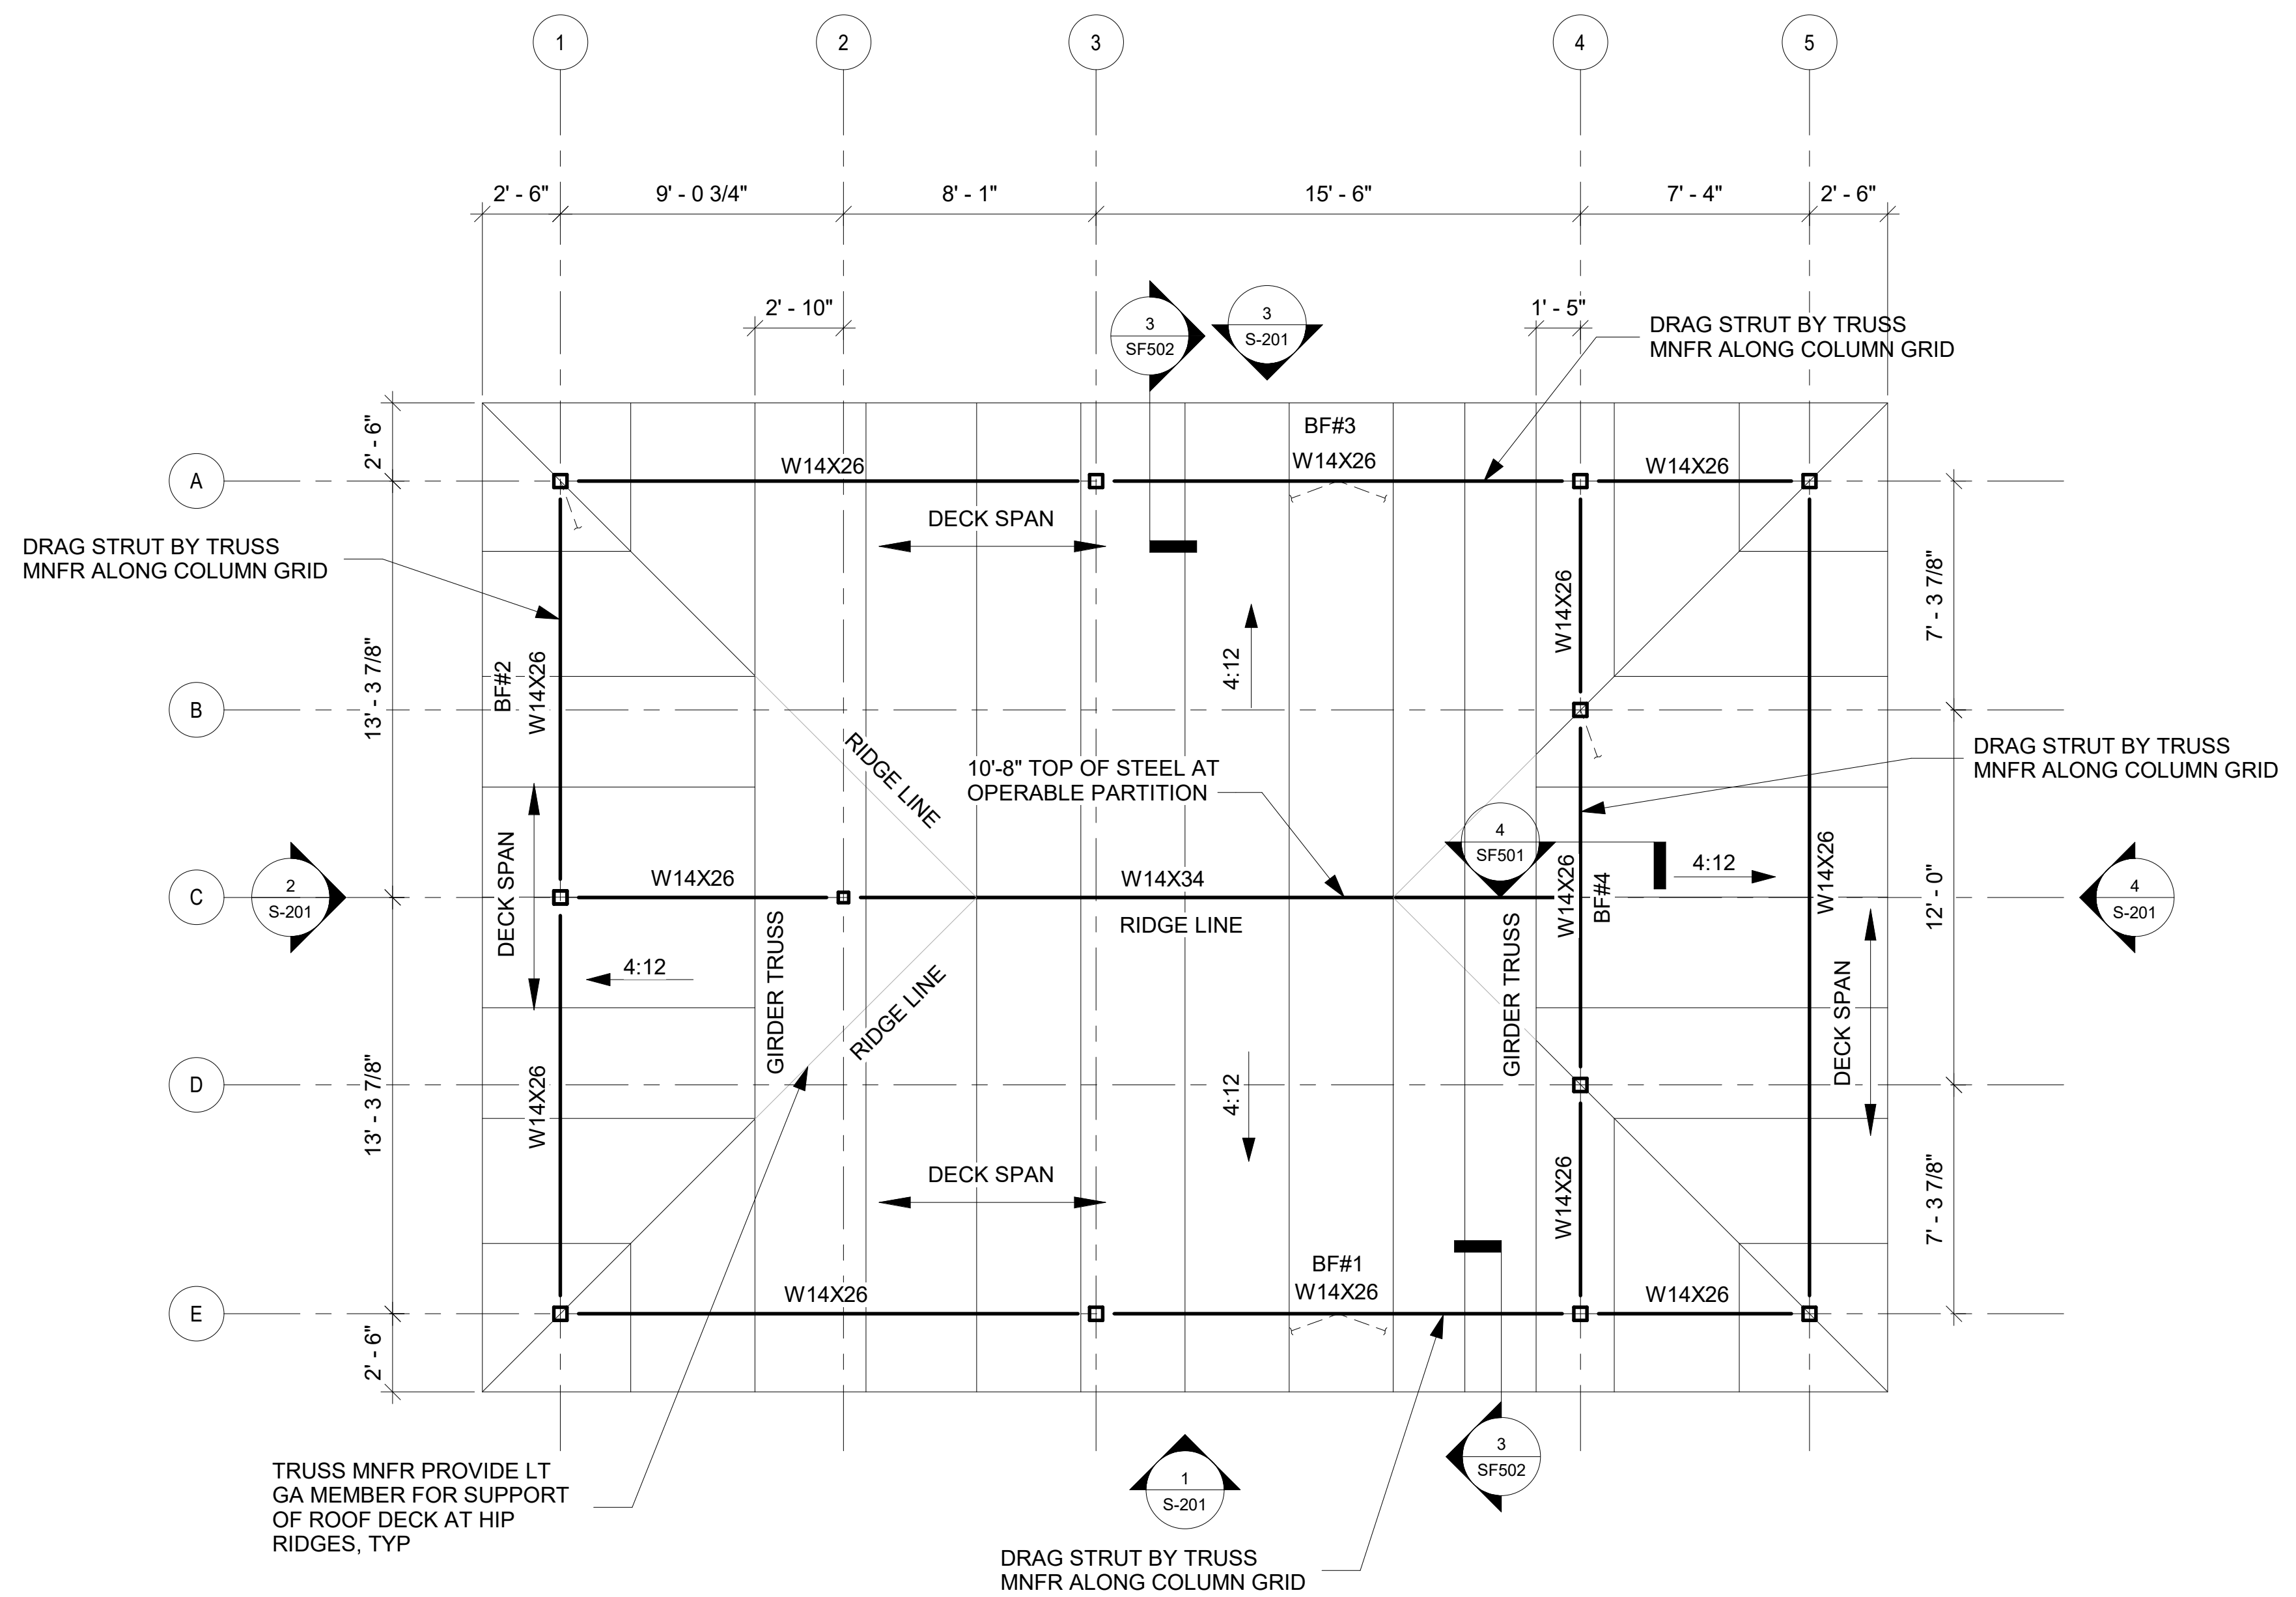 1
2
3
4
5
2' - 6"
9' - 0 3/4"
8' - 1"
15' - 6"
7' - 4"
2' - 6"
2' - 10"
1' - 5"
3
SF502
3
S-201
DRAG STRUT BY TRUSS
MNFR ALONG COLUMN GRID
2' - 6"
BF#3
A
W14X26
W14X26
W14X26
DECK SPAN
DRAG STRUT BY TRUSS
MNFR ALONG COLUMN GRID
W14X26
7' - 3 7/8"
13' - 3 7/8"
BF#2
W14X26
4:12
B
RIDGE LINE
10'-8" TOP OF STEEL AT
OPERABLE PARTITION
DRAG STRUT BY TRUSS
MNFR ALONG COLUMN GRID
4
SF501
4:12
DECK SPAN
W14X26
W14X34
W14X26
BF#4
W14X26
12' - 0"
2
S-201
C
4
S-201
RIDGE LINE
4:12
GIRDER TRUSS
RIDGE LINE
GIRDER TRUSS
DECK SPAN
D
13' - 3 7/8"
W14X26
4:12
DECK SPAN
W14X26
7' - 3 7/8"
BF#1
E
W14X26
W14X26
W14X26
2' - 6"
3
SF502
1
S-201
TRUSS MNFR PROVIDE LT
GA MEMBER FOR SUPPORT
OF ROOF DECK AT HIP
RIDGES, TYP
DRAG STRUT BY TRUSS
MNFR ALONG COLUMN GRID